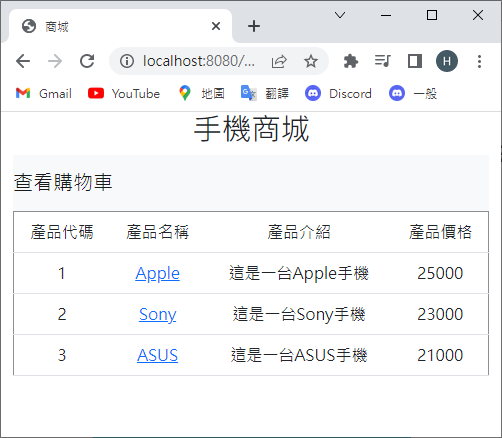 商城
localhost:8080/...
H
Gmail YouTube 地圖 翻譯 Discord 一般
手機商城
查看購物車
產品代碼 產品名稱 產品介紹 產品價格
1 Apple 這是一台Apple手機 25000
2 Sony 這是一台Sony手機 23000
3 ASUS 這是一台ASUS手機 21000